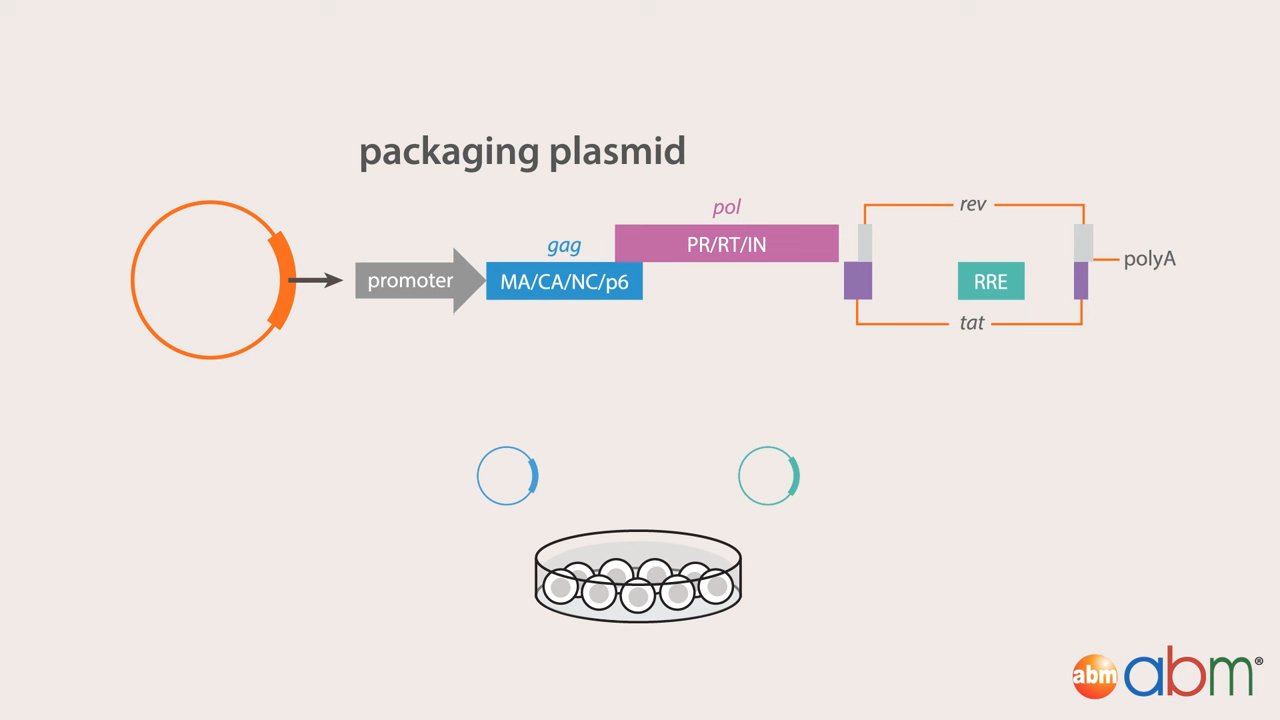 packaging plasmid
pol
rev
gag
PR/RT/IN
polyA
promoter
MA/CA/NC/p6
RRE
tat
abm
abm®